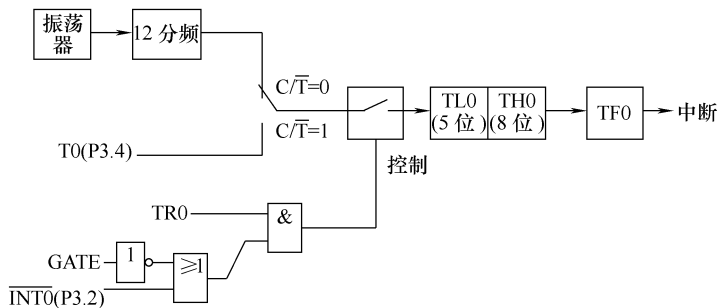 振荡器
12 分频
C/T̅=0
C/T̅=1
T0(P3.4)
TL0
(5 位)
TH0
(8 位)
TF0
中断
控制
TR0
&
GATE
1
≥1
I̅N̅T̅0̅(P3.2)